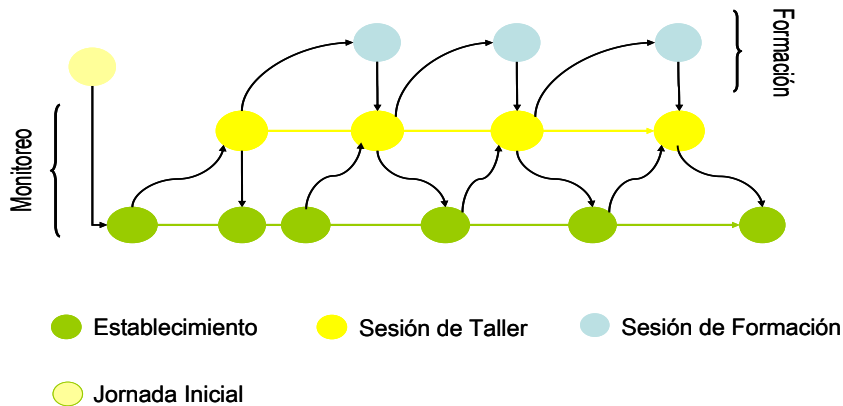 Formación
Monitoreo
Establecimiento
Sesión de Taller
Sesión de Formación
Jornada Inicial